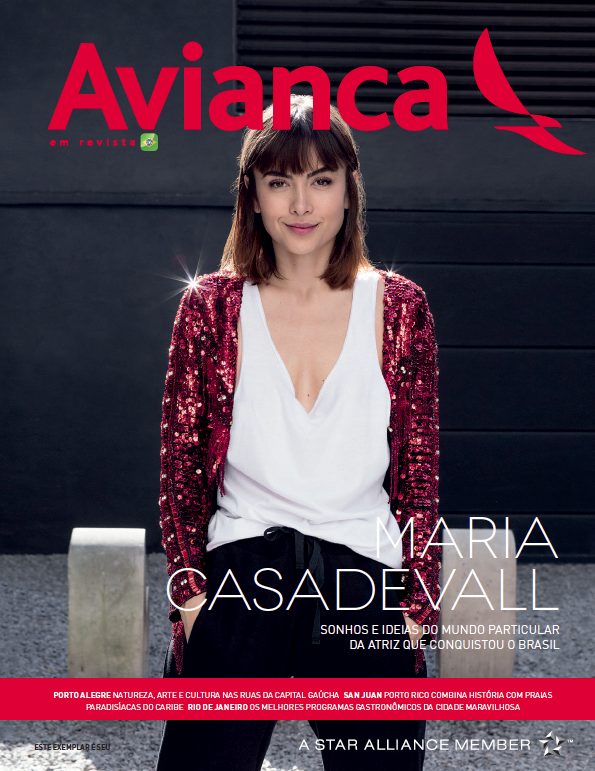 Avianca
em revista
MARIA
CASADEVALL
SONHOS E IDEIAS DO MUNDO PARTICULAR
DA ATRIZ QUE CONQUISTOU O BRASIL
PORTO ALEGRE NATUREZA, ARTE E CULTURA NAS RUAS DA CAPITAL GAÚCHA SAN JUAN PORTO RICO COMBINA HISTÓRIA COM PRAIAS
PARADISÍACAS DO CARIBE RIO DE JANEIRO OS MELHORES PROGRAMAS GASTRONÔMICOS DA CIDADE MARAVILHOSA
ESTE EXEMPLAR É SEU
A STAR ALLIANCE MEMBER ™